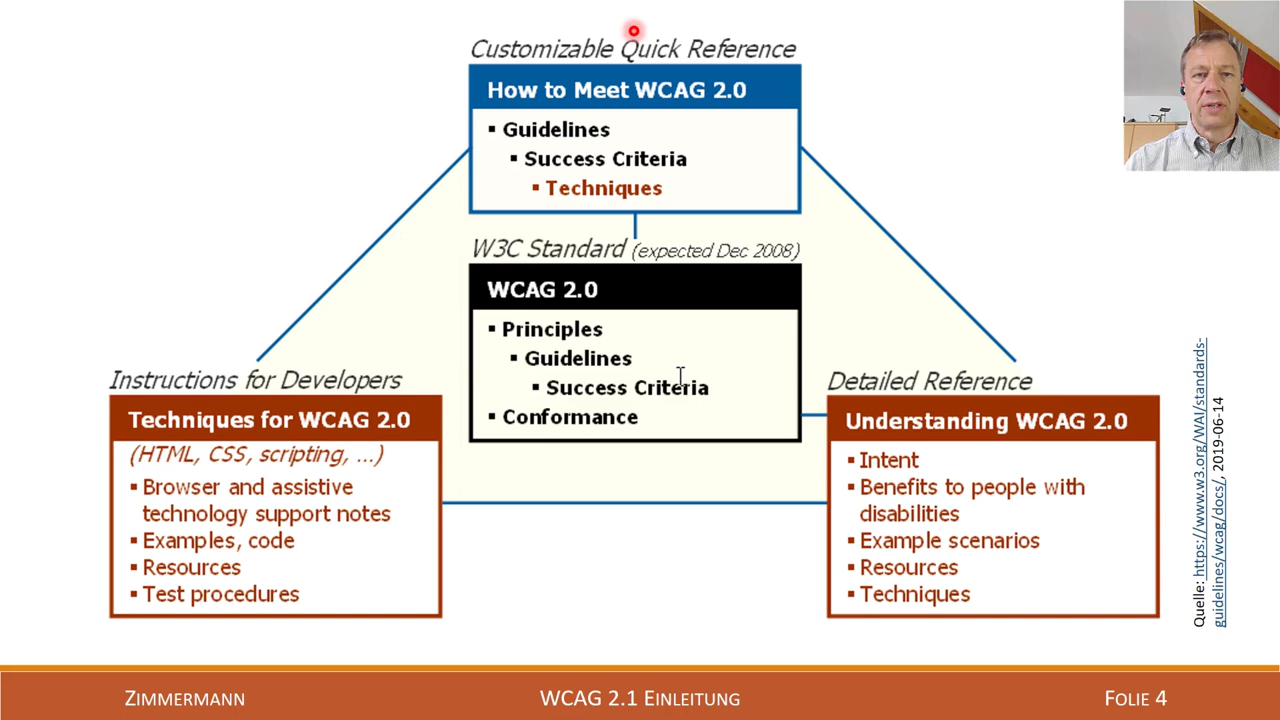 Customizable Quick Reference
How to Meet WCAG 2.0
▪ Guidelines
▪ Success Criteria
▪ Techniques
W3C Standard (expected Dec 2008)
WCAG 2.0
▪ Principles
▪ Guidelines
▪ Success Criteria
▪ Conformance
Instructions for Developers
Techniques for WCAG 2.0
(HTML, CSS, scripting, ...)
▪ Browser and assistive
technology support notes
▪ Examples, code
▪ Resources
▪ Test procedures
Detailed Reference
Understanding WCAG 2.0
▪ Intent
▪ Benefits to people with
disabilities
▪ Example scenarios
▪ Resources
▪ Techniques
Quelle: https://www.w3.org/WAI/standards-
guidelines/wcag/docs/, 2019-06-14
ZIMMERMANN
WCAG 2.1 EINLEITUNG
FOLIE 4